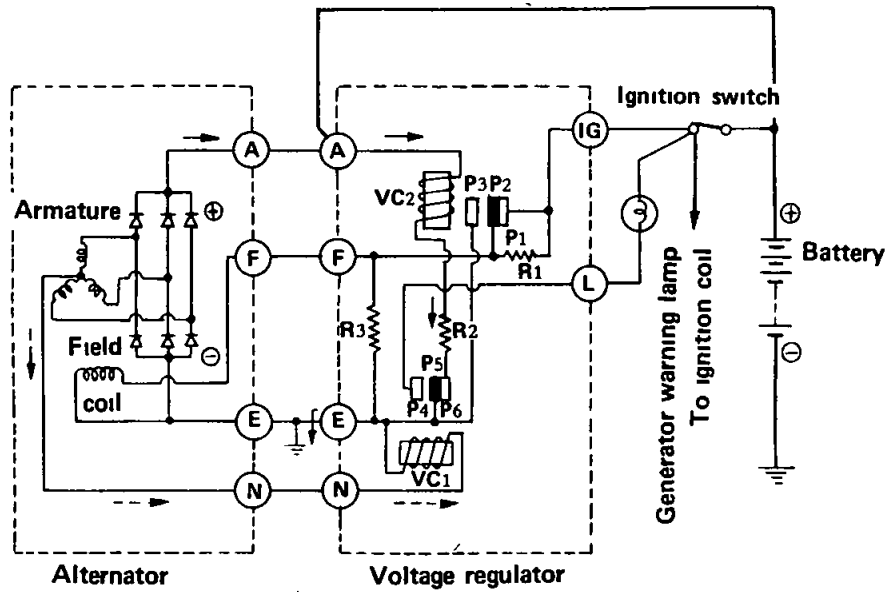 Ignition switch
IG
A
A
P3
P2
VC2
Armature
⊕
P1
R1
F
F
⊕
Battery
L
R3
R2
Generator warning lamp
To ignition coil
Field
coil
⊖
P5
P4
P6
⊖
E
E
VC1
N
N
Alternator
Voltage regulator